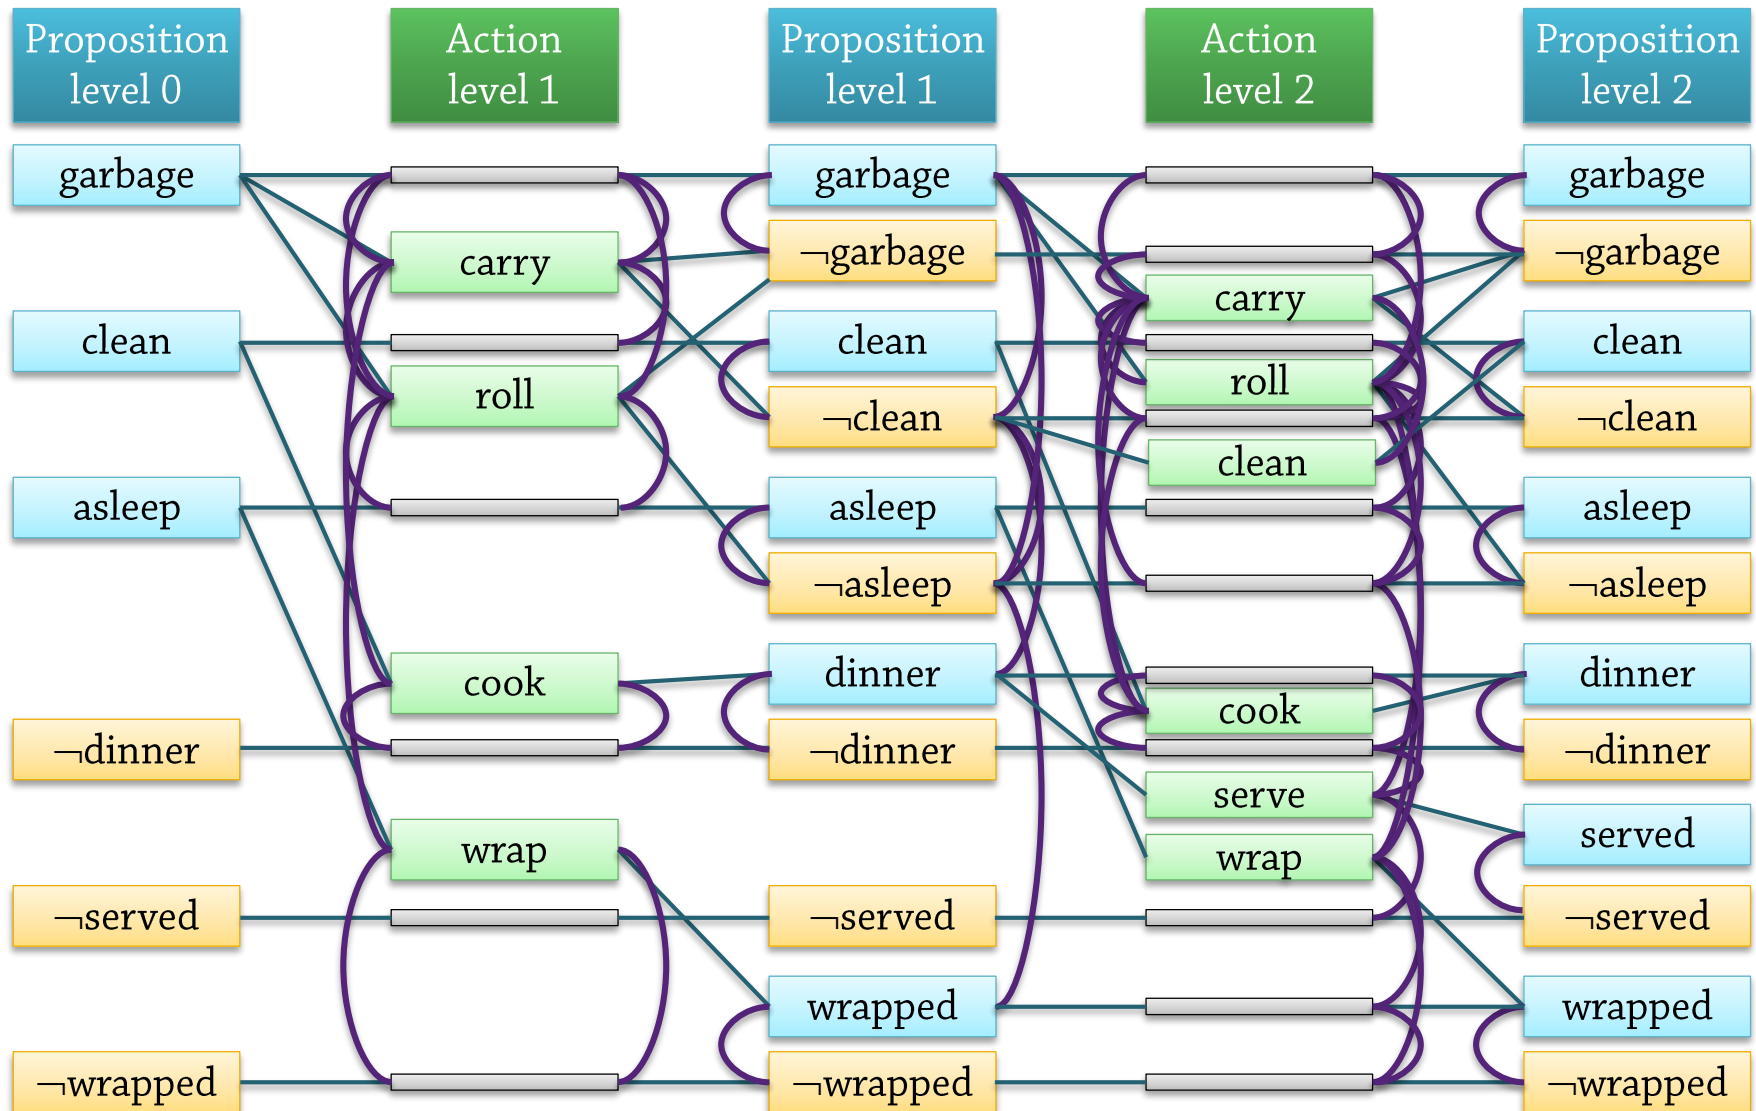 Proposition
level 0
Action
level 1
Proposition
level 1
Action
level 2
Proposition
level 2
garbage
clean
asleep
¬dinner
¬served
¬wrapped
carry
roll
cook
wrap
garbage
¬garbage
clean
¬clean
asleep
¬asleep
dinner
¬dinner
¬served
wrapped
¬wrapped
carry
roll
clean
cook
serve
wrap
garbage
¬garbage
clean
¬clean
asleep
¬asleep
dinner
¬dinner
served
¬served
wrapped
¬wrapped